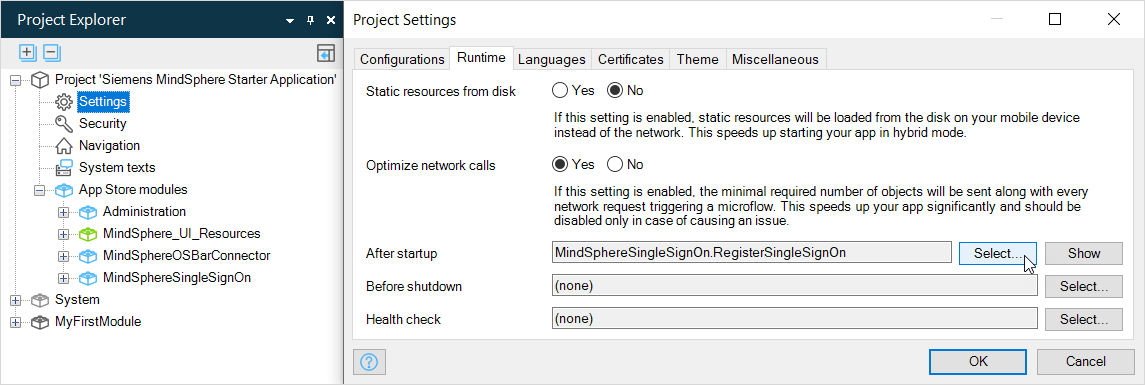 Project Explorer
Project 'Siemens MindSphere Starter Application'
Settings
Security
Navigation
System texts
App Store modules
Administration
MindSphere_UI_Resources
MindSphereOSBarConnector
MindSphereSingleSignOn
System
MyFirstModule
Project Settings
Configurations Runtime Languages Certificates Theme Miscellaneous
Static resources from disk Yes No
If this setting is enabled, static resources will be loaded from the disk on your mobile device
instead of the network. This speeds up starting your app in hybrid mode.
Optimize network calls Yes No
If this setting is enabled, the minimal required number of objects will be sent along with every
network request triggering a microflow. This speeds up your app significantly and should be
disabled only in case of causing an issue.
After startup MindSphereSingleSignOn.RegisterSingleSignOn Select... Show
Before shutdown (none) Select...
Health check (none) Select...
OK Cancel